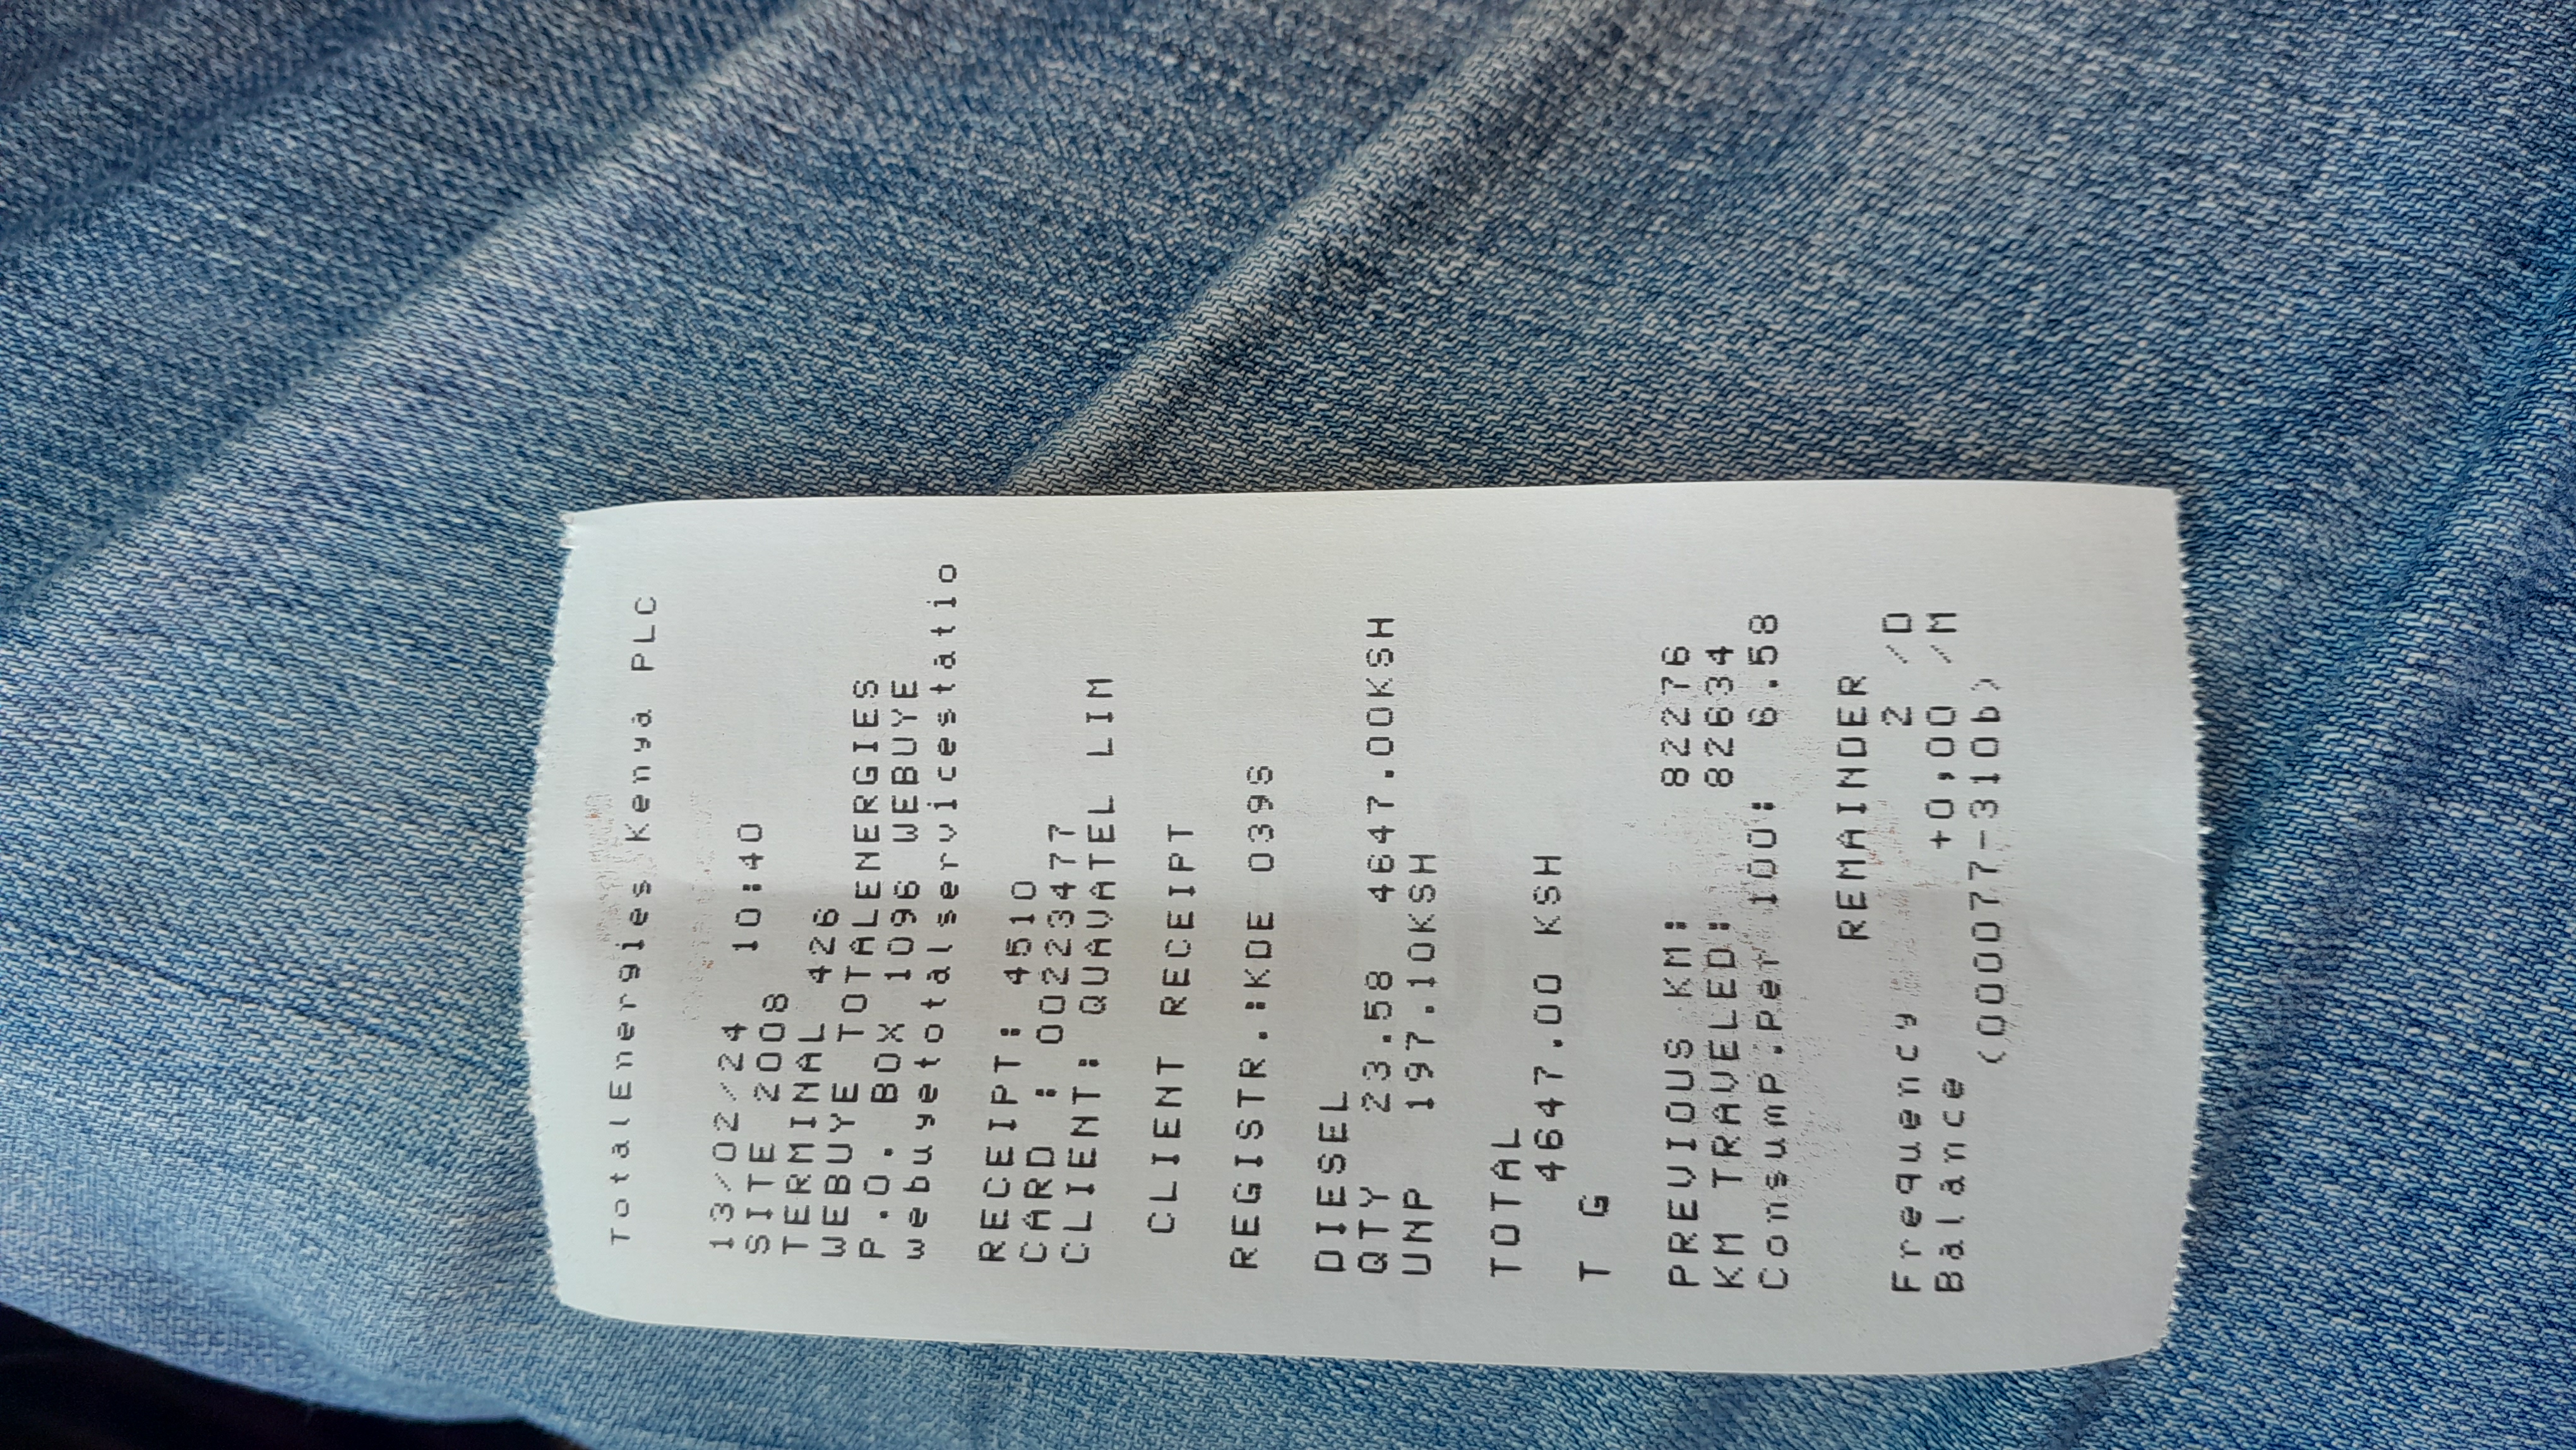 TotalEnergies Kenya PLC
13/02/24 10:40
SITE 2008
TERMINAL 426
WEBUYE TOTALENERGIES
P.O. BOX 1096 WEBUYE
webuyetotalservicestatio
RECEIPT: 4510
CARD : 00223477
CLIENT: QUAVATEL LIM
CLIENT RECEIPT
REGISTR.:KDE 039S
DIESEL
QTY 23.58 4647.00KSH
UNP 197.10KSH
TOTAL
4647.00 KSH
T G
PREVIOUS KM: 82276
KM TRAVELED: 82634
Consump.Per 100: 6.58
REMAINDER
Frequency 2 /D
Balance +0,00 /M
(000077-310b)